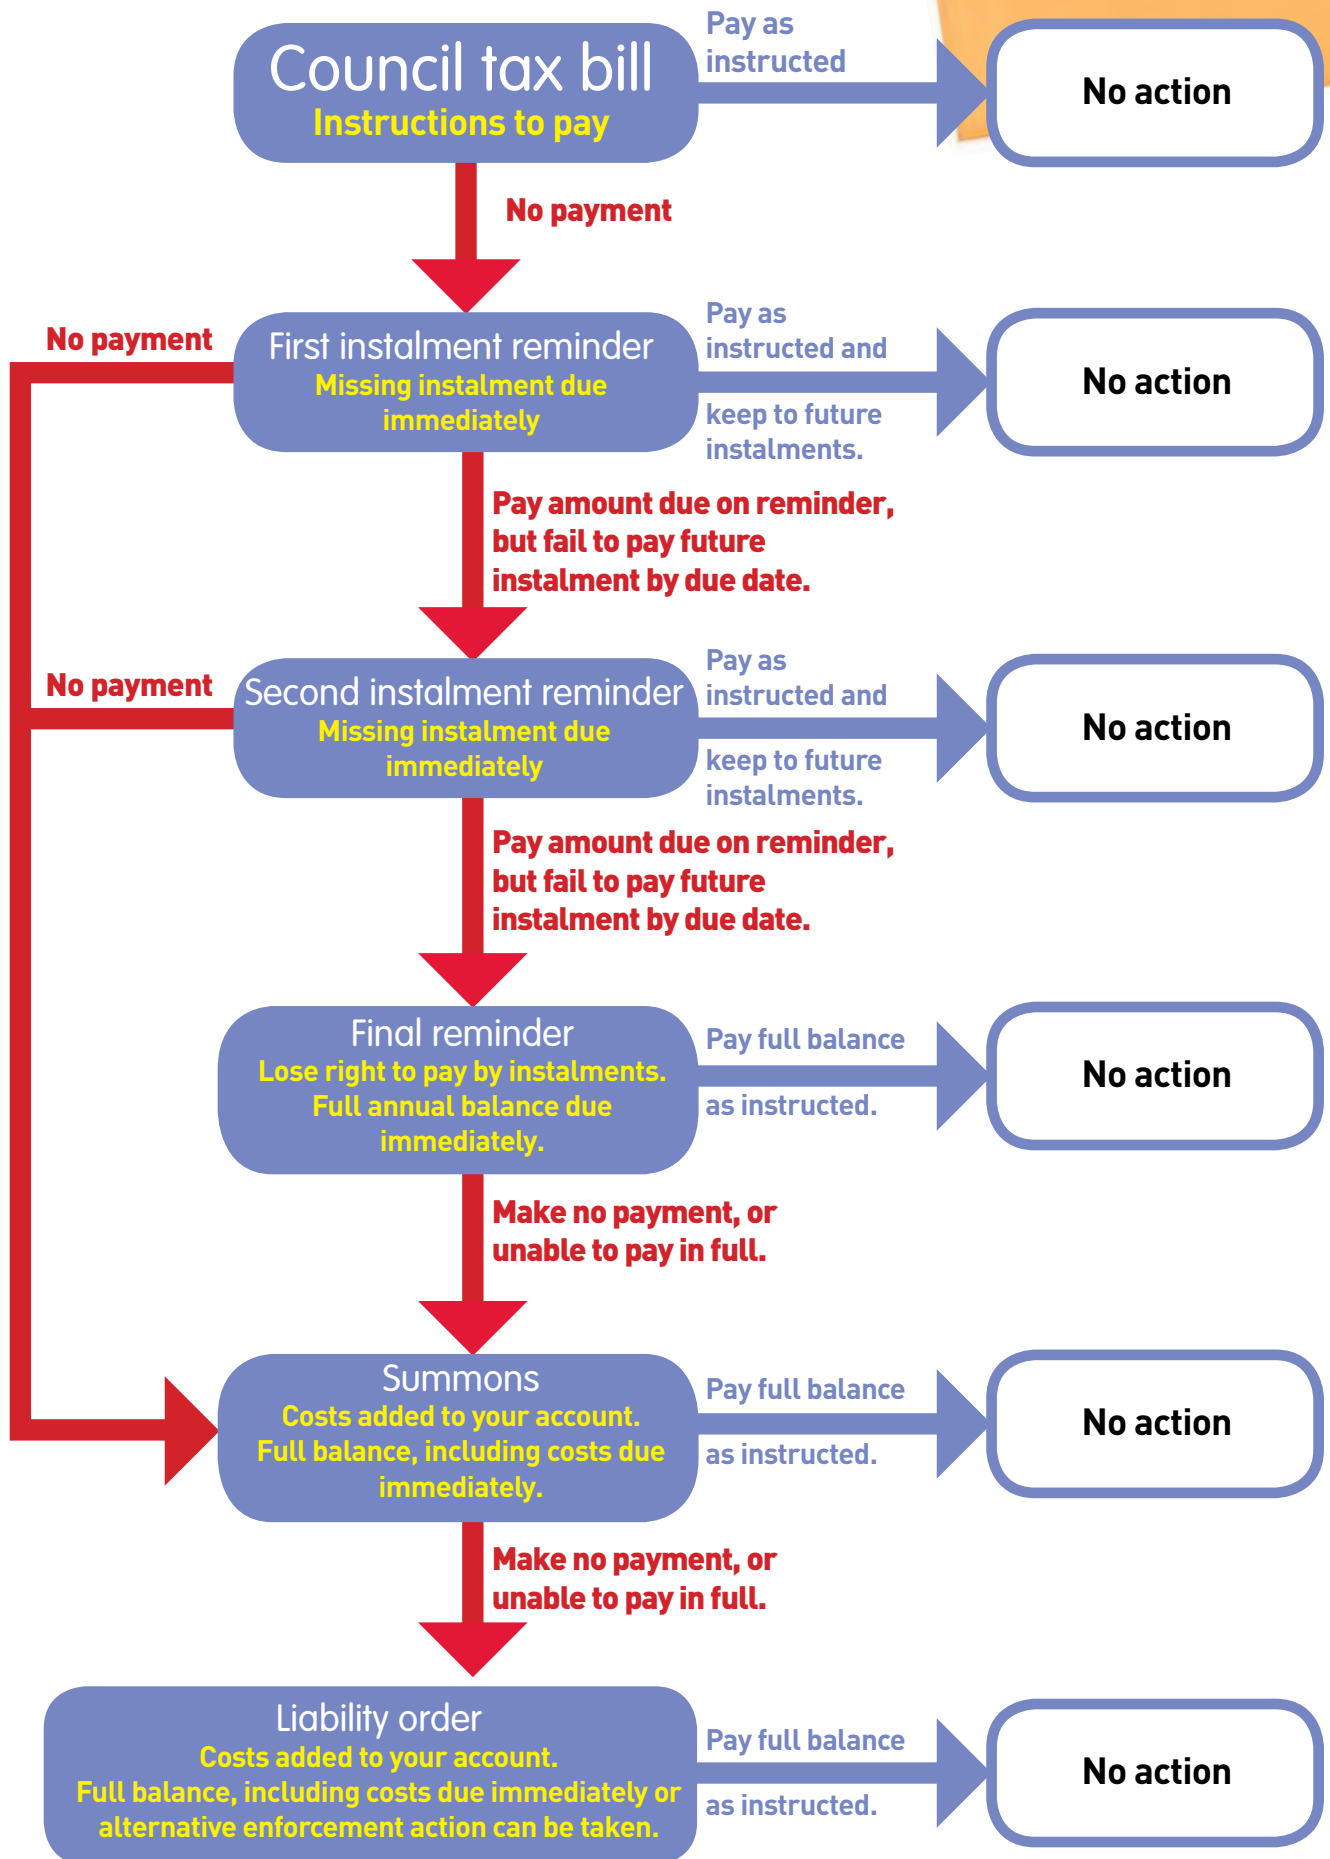 Council tax bill
Instructions to pay
Pay as
instructed
No action
No payment
No payment
First instalment reminder
Missing instalment due
immediately
Pay as
instructed and
keep to future
instalments.
No action
Pay amount due on reminder,
but fail to pay future
instalment by due date.
No payment
Second instalment reminder
Missing instalment due
immediately
Pay as
instructed and
keep to future
instalments.
No action
Pay amount due on reminder,
but fail to pay future
instalment by due date.
Final reminder
Lose right to pay by instalments.
Full annual balance due
immediately.
Pay full balance
as instructed.
No action
Make no payment, or
unable to pay in full.
Summons
Costs added to your account.
Full balance, including costs due
immediately.
Pay full balance
as instructed.
No action
Make no payment, or
unable to pay in full.
Liability order
Costs added to your account.
Full balance, including costs due immediately or
alternative enforcement action can be taken.
Pay full balance
as instructed.
No action